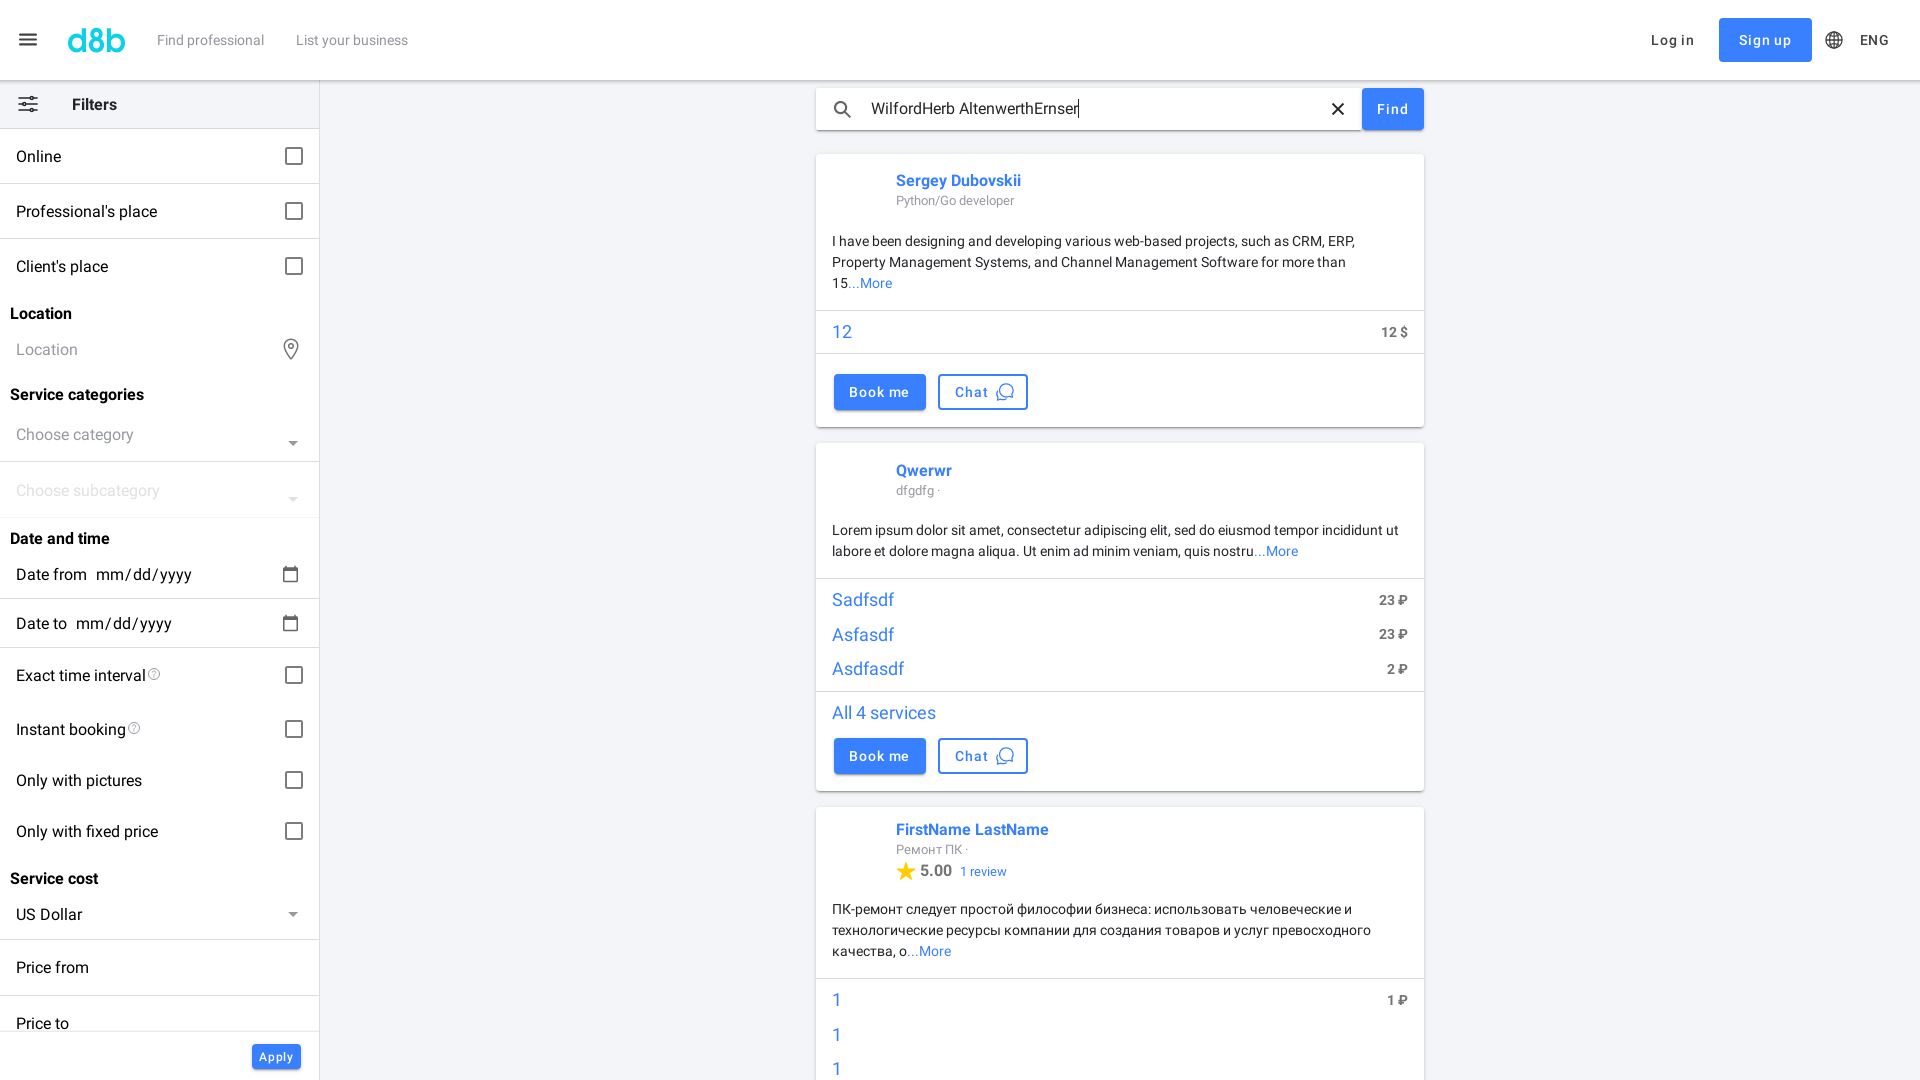 d8b
Find professional
List your business
Log in
Sign up
ENG
Filters
Online
Professional's place
Client's place
Location
Location
Service categories
Choose category
Choose subcategory
Date and time
Date from mm/dd/yyyy
Date to mm/dd/yyyy
Exact time interval
Instant booking
Only with pictures
Only with fixed price
Service cost
US Dollar
Price from
Price to
Apply
WilfordHerb AltenwerthErnser
Find
Sergey Dubovskii
Python/Go developer
I have been designing and developing various web-based projects, such as CRM, ERP,
Property Management Systems, and Channel Management Software for more than
15...More
12 12 $
Book me
Chat
Qwerwr
dfgdfg ·
Lorem ipsum dolor sit amet, consectetur adipiscing elit, sed do eiusmod tempor incididunt ut
labore et dolore magna aliqua. Ut enim ad minim veniam, quis nostru...More
Sadfsdf 23 ₽
Asfasdf 23 ₽
Asdfasdf 2 ₽
All 4 services
Book me
Chat
FirstName LastName
Ремонт ПК ·
5.00 1 review
ПК-ремонт следует простой философии бизнеса: использовать человеческие и
технологические ресурсы компании для создания товаров и услуг превосходного
качества, о...More
1 1 ₽
1
1